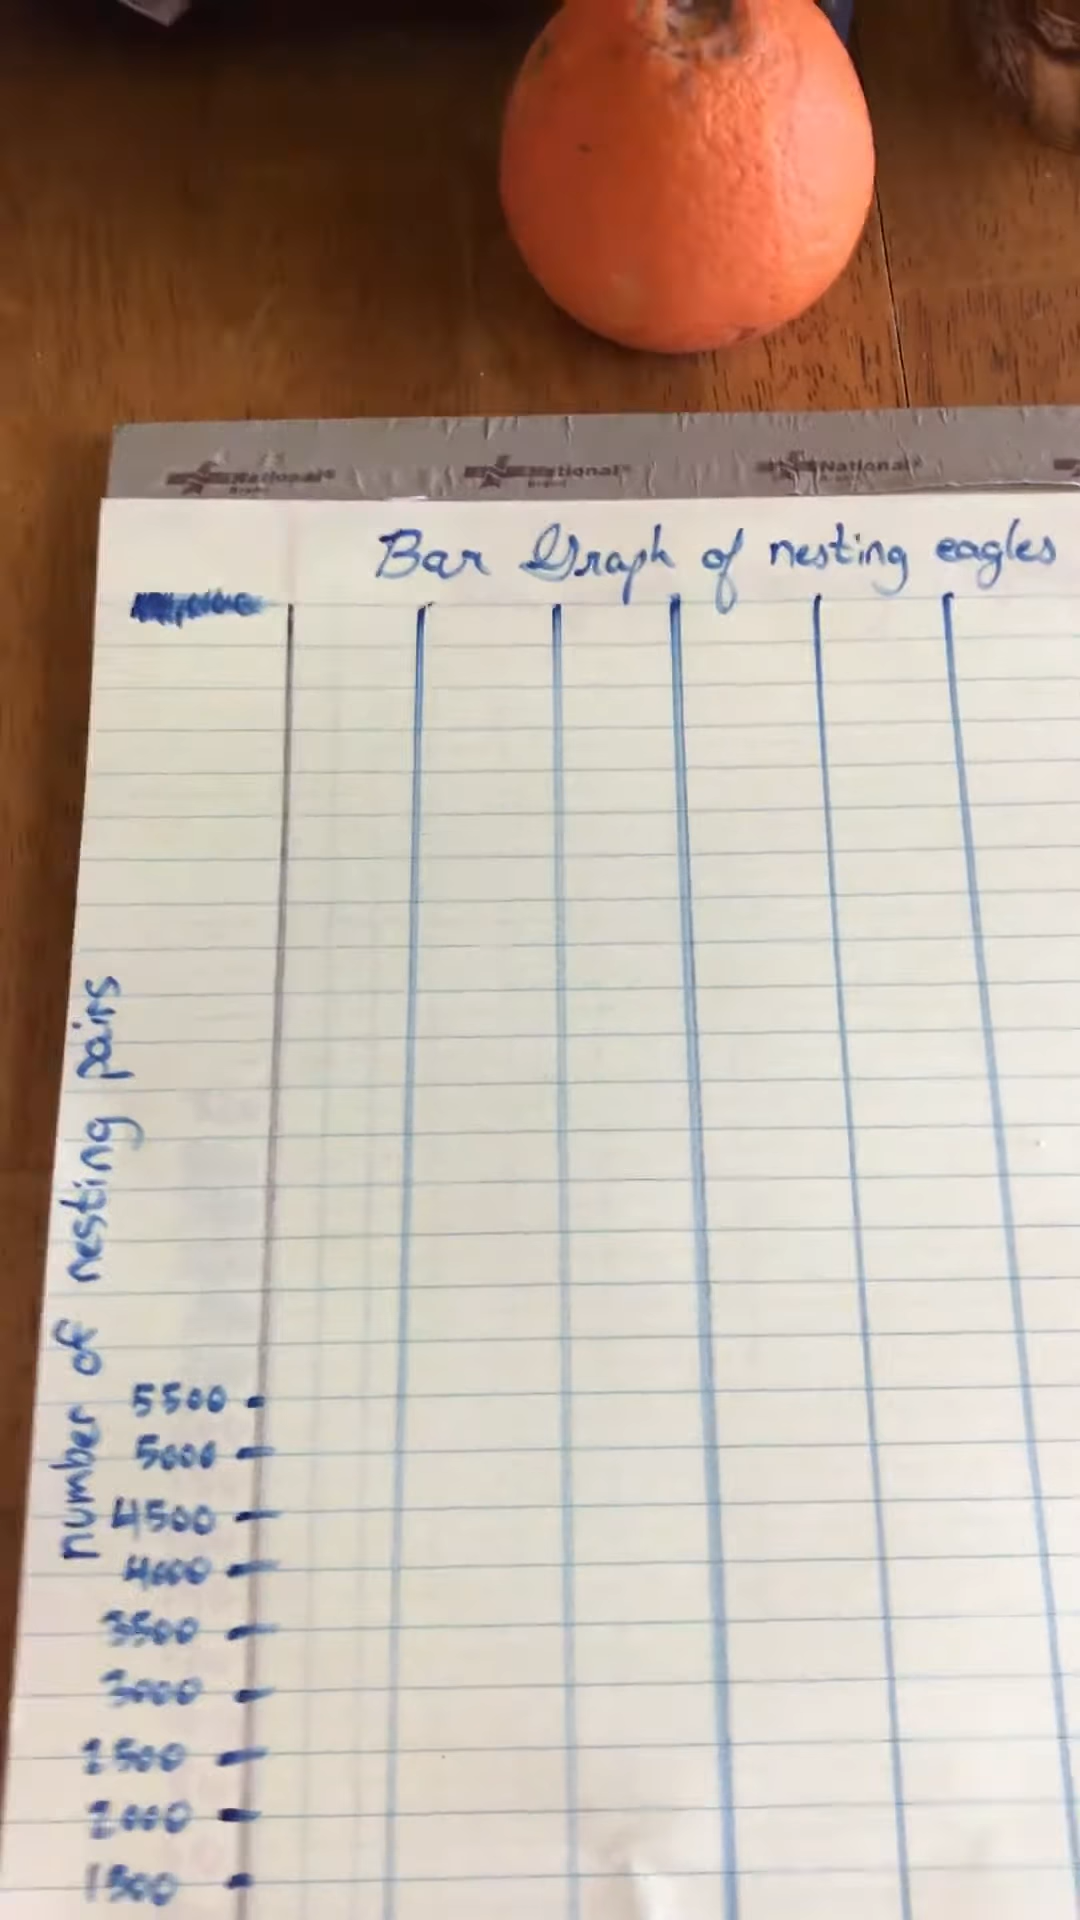 National
National
National
Bar Graph of nesting eagles
number of nesting pairs
5500
5000
4500
4000
3500
3000
2500
2000
1500